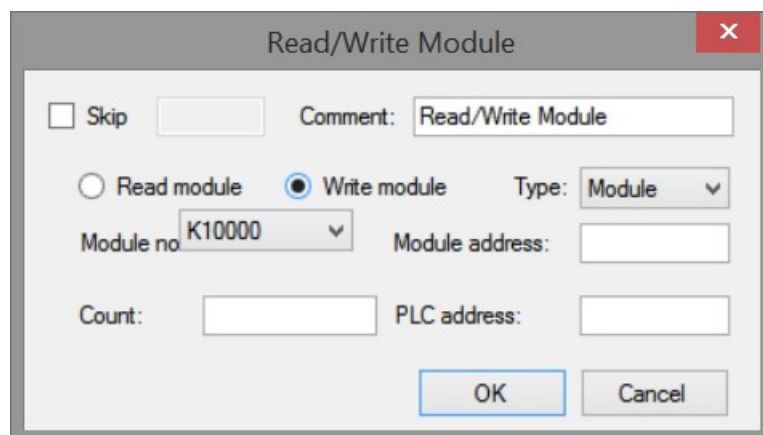 Read/Write Module
Skip Comment: Read/Write Module
Read module Write module Type: Module
Module no K10000 Module address:
Count: PLC address:
OK Cancel